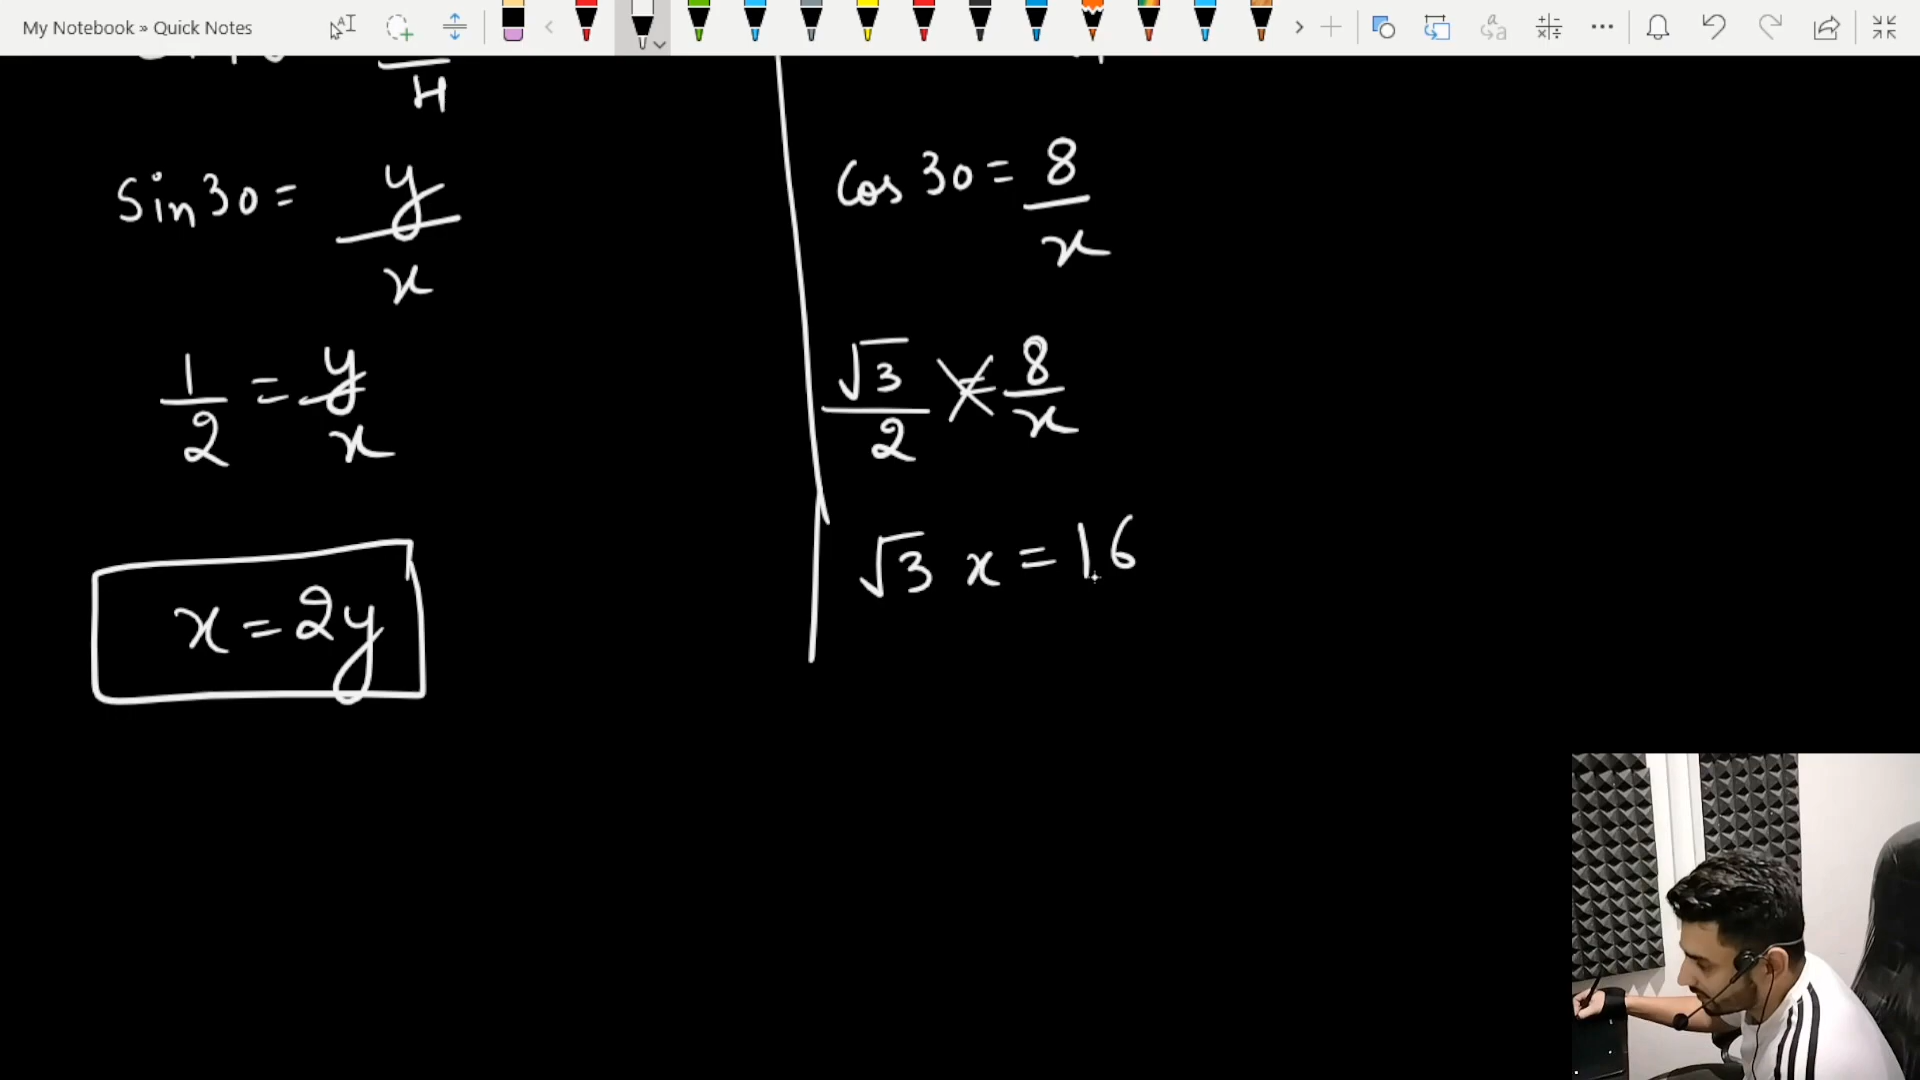 My Notebook » Quick Notes
H
Sin 30 = y/x
1/2 = y/x
x = 2y
Cos 30 = 8/x
√3/2 = 8/x
√3 x = 16